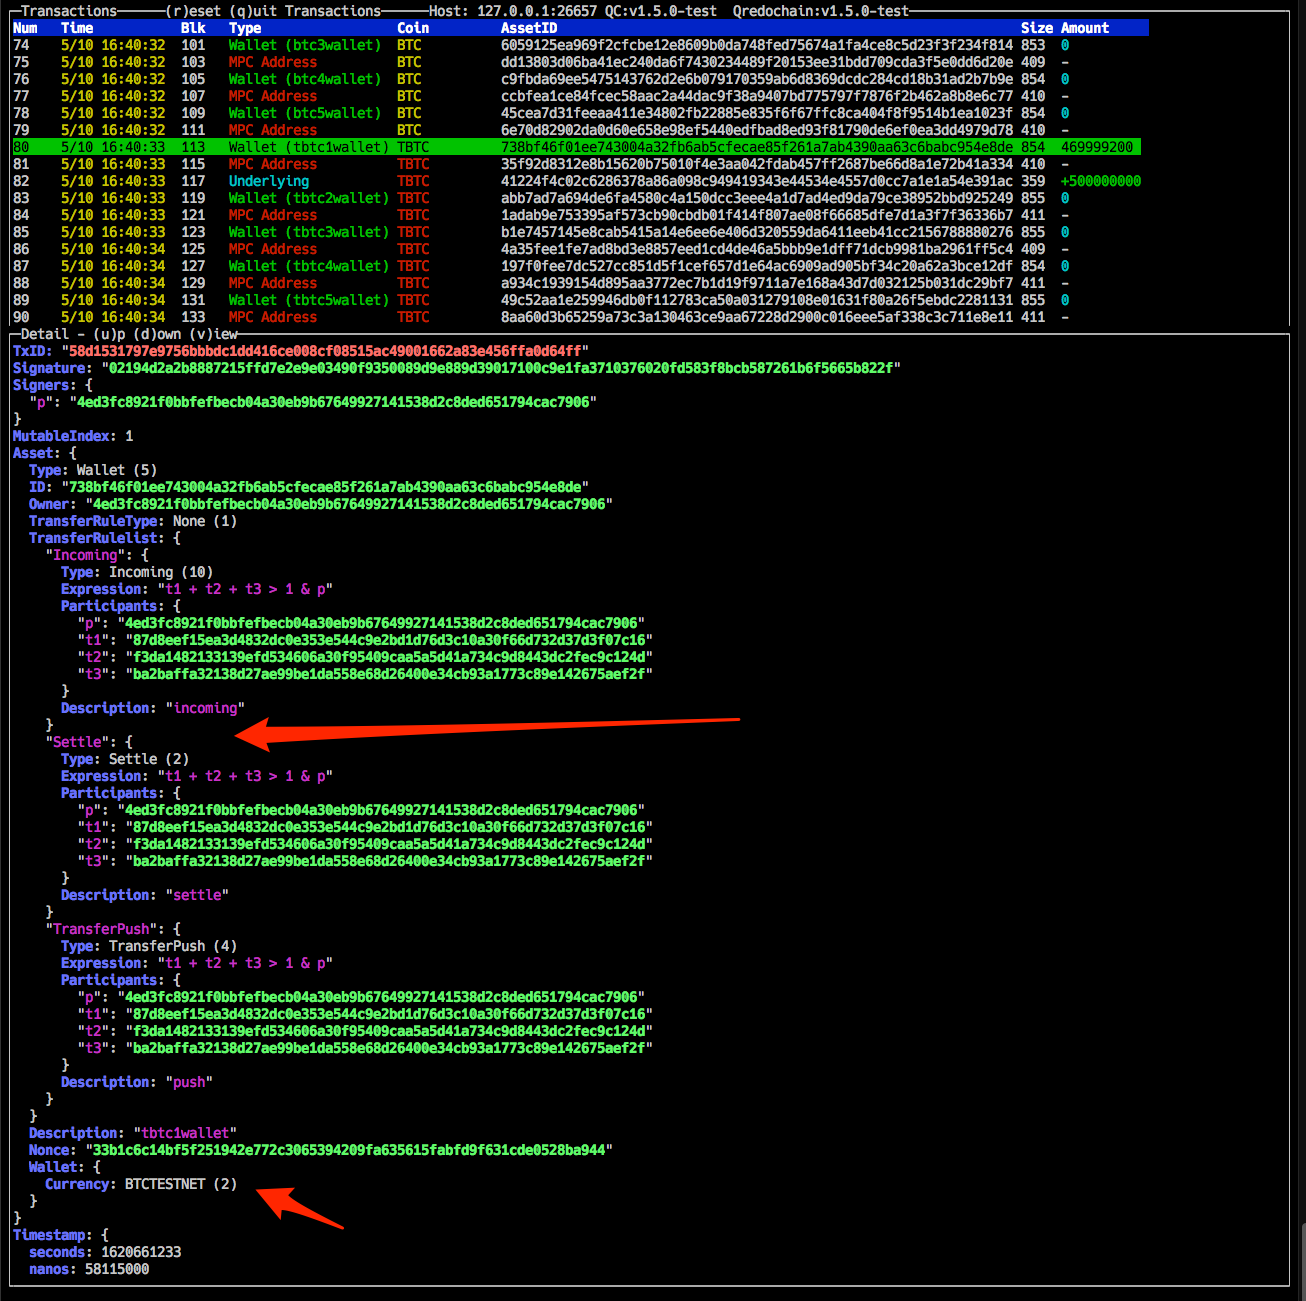 Transactions (r)eset (q)uit Transactions Host: 127.0.0.1:26657 QC:v1.5.0-test Qredochain:v1.5.0-test
Num Time Blk Type Coin AssetID Size Amount
74 5/10 16:40:32 101 Wallet (btc3wallet) BTC 6059125ea969f2cfcbe12e8609b0da748fed75674a1fa4ce8c5d23f3f234f814 853 0
75 5/10 16:40:32 103 MPC Address BTC dd13803d06ba41ec240da6f7430234489f20153ee31bdd709cda3f5e0dd6d20e 409 -
76 5/10 16:40:32 105 Wallet (btc4wallet) BTC c9fbda69ee5475143762d2e6b079170359ab6d8369dcdc284cd18b31ad2b7b9e 854 0
77 5/10 16:40:32 107 MPC Address BTC ccbfea1ce84fcec58aac2a44dac9f38a9407bd775797f7876f2b462a8b8e6c77 410 -
78 5/10 16:40:32 109 Wallet (btc5wallet) BTC 45cea7d31feeaa411e34802fb22885e835f6f67ffc8ca404f8f9514b1ea1023f 854 0
79 5/10 16:40:32 111 MPC Address BTC 6e70d82902da0d60e658e98ef5440edfbad8ed93f81790de6ef0ea3dd4979d78 410 -
80 5/10 16:40:33 113 Wallet (tbtc1wallet) TBTC 738bf46f01ee743004a32fb6ab5cfecae85f261a7ab4390aa63c6babc954e8de 854 469999200
81 5/10 16:40:33 115 MPC Address TBTC 35f92d8312e8b15620b75010f4e3aa042fdab457ff2687be66d8a1e72b41a334 410 -
82 5/10 16:40:33 117 Underlying TBTC 41224f4c02c6286378a86a098c949419343e44534e4557d0cc7a1e1a54e391ac 359 +500000000
83 5/10 16:40:33 119 Wallet (tbtc2wallet) TBTC abb7ad7a694de6fa4580c4a150dcc3eee4a1d7ad4ed9da79ce38952bbd925249 855 0
84 5/10 16:40:33 121 MPC Address TBTC 1adab9e753395af573cb90cbdb01f414f807ae08f66685dfe7d1a3f7f36336b7 411 -
85 5/10 16:40:33 123 Wallet (tbtc3wallet) TBTC b1e7457145e8cab5415a14e6ee6e406d320559da6411eeb41cc2156788880276 855 0
86 5/10 16:40:34 125 MPC Address TBTC 4a35fee1fe7ad8bd3e8857eed1cd4de46a5bbb9e1dff71dcb9981ba2961ff5c4 409 -
87 5/10 16:40:34 127 Wallet (tbtc4wallet) TBTC 197f0fee7dc527cc851d5f1cef657d1e64ac6909ad905bf34c20a62a3bce12df 854 0
88 5/10 16:40:34 129 MPC Address TBTC a934c1939154d895aa3772ec7b1d19f9711a7e168a43d7d032125b031dc29bf7 411 -
89 5/10 16:40:34 131 Wallet (tbtc5wallet) TBTC 49c52aa1e259946db0f112783ca50a031279108e01631f80a26f5ebdc2281131 855 0
90 5/10 16:40:34 133 MPC Address TBTC 8aa60d3b65259a73c3a130463ce9aa67228d2900c016eee5af338c3c711e8e11 411 -
Detail - (u)p (d)own (v)iew
TxID: "58d1531797e9756bbbdc1dd416ce008cf08515ac49001662a83e456ffa0d64ff"
Signature: "02194d2a2b8887215ffd7e2e9e03490f9350089d9e889d39017100c9e1fa3710376020fd583f8bcb587261b6f5665b822f"
Signers: {
"p": "4ed3fc8921f0bbfefbecb04a30eb9b67649927141538d2c8ded651794cac7906"
}
MutableIndex: 1
Asset: {
Type: Wallet (5)
ID: "738bf46f01ee743004a32fb6ab5cfecae85f261a7ab4390aa63c6babc954e8de"
Owner: "4ed3fc8921f0bbfefbecb04a30eb9b67649927141538d2c8ded651794cac7906"
TransferRuleType: None (1)
TransferRulelist: {
"Incoming": {
Type: Incoming (10)
Expression: "t1 + t2 + t3 > 1 & p"
Participants: {
"p": "4ed3fc8921f0bbfefbecb04a30eb9b67649927141538d2c8ded651794cac7906"
"t1": "87d8eef15ea3d4832dc0e353e544c9e2bd1d76d3c10a30f66d732d37d3f07c16"
"t2": "f3da1482133139efd534606a30f95409caa5a5d41a734c9d8443dc2fec9c124d"
"t3": "ba2baffa32138d27ae99be1da558e68d26400e34cb93a1773c89e142675aef2f"
}
Description: "incoming"
}
"Settle": {
Type: Settle (2)
Expression: "t1 + t2 + t3 > 1 & p"
Participants: {
"p": "4ed3fc8921f0bbfefbecb04a30eb9b67649927141538d2c8ded651794cac7906"
"t1": "87d8eef15ea3d4832dc0e353e544c9e2bd1d76d3c10a30f66d732d37d3f07c16"
"t2": "f3da1482133139efd534606a30f95409caa5a5d41a734c9d8443dc2fec9c124d"
"t3": "ba2baffa32138d27ae99be1da558e68d26400e34cb93a1773c89e142675aef2f"
}
Description: "settle"
}
"TransferPush": {
Type: TransferPush (4)
Expression: "t1 + t2 + t3 > 1 & p"
Participants: {
"p": "4ed3fc8921f0bbfefbecb04a30eb9b67649927141538d2c8ded651794cac7906"
"t1": "87d8eef15ea3d4832dc0e353e544c9e2bd1d76d3c10a30f66d732d37d3f07c16"
"t2": "f3da1482133139efd534606a30f95409caa5a5d41a734c9d8443dc2fec9c124d"
"t3": "ba2baffa32138d27ae99be1da558e68d26400e34cb93a1773c89e142675aef2f"
}
Description: "push"
}
}
Description: "tbtc1wallet"
Nonce: "33b1c6c14bf5f251942e772c3065394209fa635615fabfd9f631cde0528ba944"
Wallet: {
Currency: BTCTESTNET (2)
}
}
Timestamp: {
seconds: 1620661233
nanos: 58115000